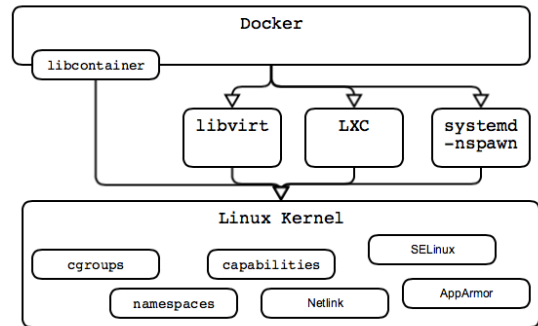 Docker
libcontainer
libvirt
LXC
systemd
-nspawn
Linux Kernel
SELinux
cgroups
capabilities
AppArmor
namespaces
Netlink